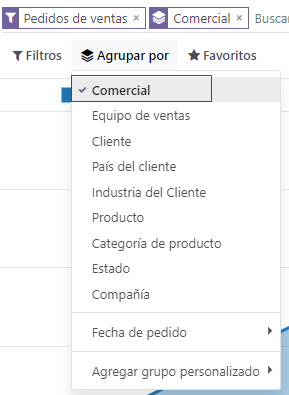 Pedidos de ventas × Comercial × Buscar
Filtros Agrupar por Favoritos
Comercial
Equipo de ventas
Cliente
País del cliente
Industria del Cliente
Producto
Categoría de producto
Estado
Compañía
Fecha de pedido
Agregar grupo personalizado